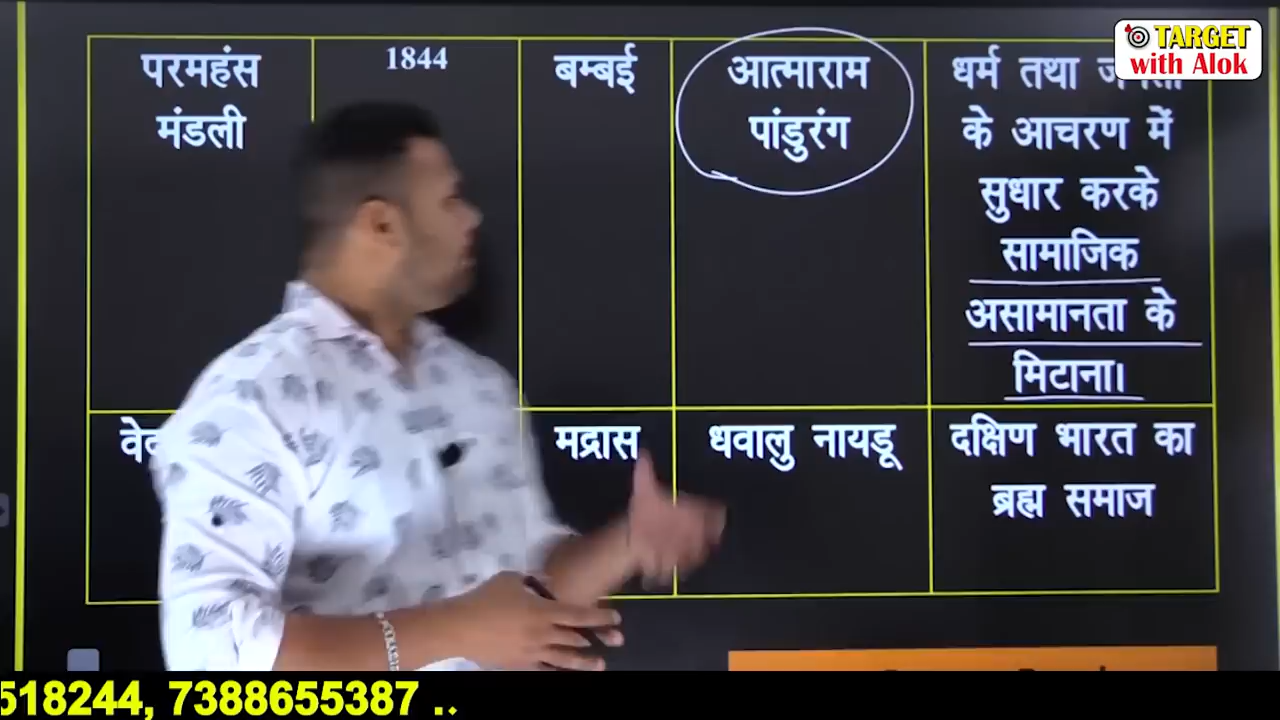 TARGET
with Alok
परमहंस
मंडली
1844
बम्बई
आत्माराम
पांडुरंग
धर्म तथा
के आचरण में
सुधार करके
सामाजिक
असामानता के
मिटाना।
मद्रास
धवालु नायडू
दक्षिण भारत का
ब्रह्म समाज
518244, 7388655387 ..